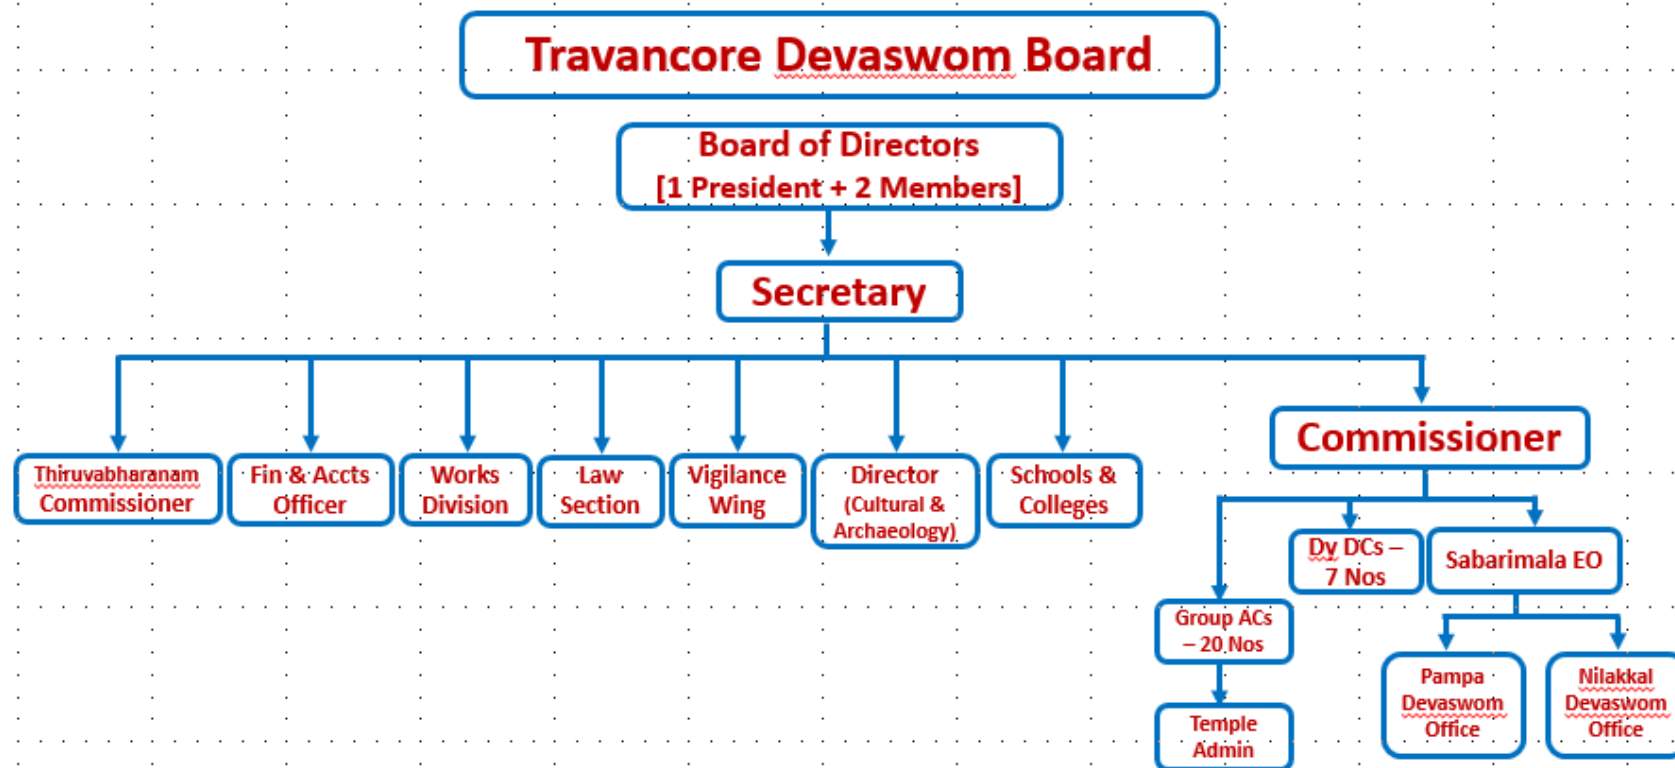 Travancore Devaswom Board
Board of Directors
[1 President + 2 Members]
Secretary
Thiruvabharanam
Commissioner
Fin & Accts
Officer
Works
Division
Law
Section
Vigilance
Wing
Director
(Cultural &
Archaeology)
Schools &
Colleges
Commissioner
Dy DCs –
7 Nos
Sabarimala EO
Group ACs
– 20 Nos
Temple
Admin
Pampa
Devaswom
Office
Nilakkal
Devaswom
Office